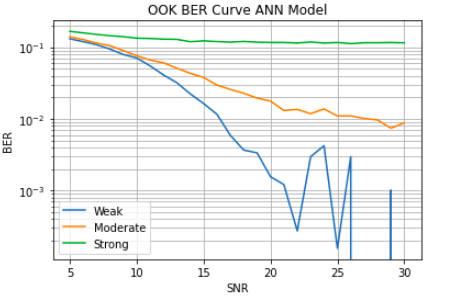 OOK BER Curve ANN Model
10⁻¹
10⁻²
10⁻³
BER
Weak
Moderate
Strong
5 10 15 20 25 30
SNR